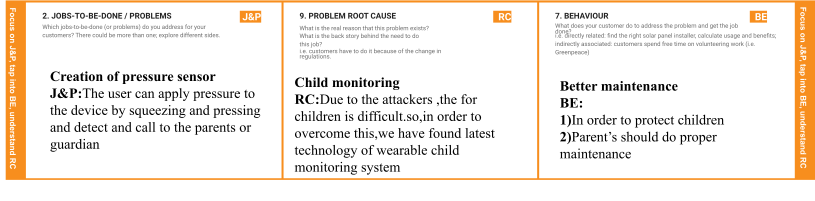 Focus on J&P, tap into BE, understand RC
2. JOBS-TO-BE-DONE / PROBLEMS
J&P
Which jobs-to-be-done (or problems) do you address for your
customers? There could be more than one; explore different sides.
Creation of pressure sensor
J&P:The user can apply pressure to
the device by squeezing and pressing
and detect and call to the parents or
guardian
9. PROBLEM ROOT CAUSE
RC
What is the real reason that this problem exists?
What is the back story behind the need to do
this job?
i.e. customers have to do it because of the change in
regulations.
Child monitoring
RC:Due to the attackers ,the for
children is difficult.so,in order to
overcome this,we have found latest
technology of wearable child
monitoring system
7. BEHAVIOUR
BE
What does your customer do to address the problem and get the job
done?
i.e. directly related: find the right solar panel installer, calculate usage and benefits;
indirectly associated: customers spend free time on volunteering work (i.e.
Greenpeace)
Better maintenance
BE:
1)In order to protect children
2)Parent’s should do proper
maintenance
Focus on J&P, tap into BE, understand RC